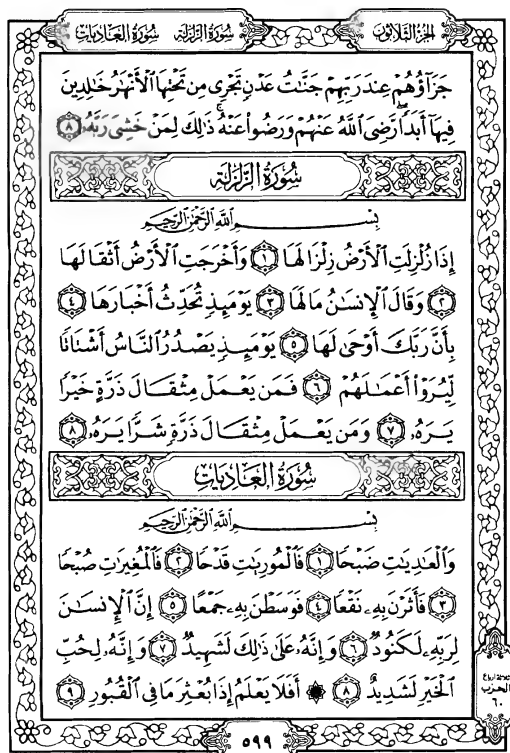 الجزء الثلاثون
سورة الزلزلة سورة العاديات
جَزَآؤُهُمْ عِندَ رَبِّهِمْ جَنَّٰتُ عَدْنٍ تَجْرِى مِن تَحْتِهَا ٱلْأَنْهَٰرُ خَٰلِدِينَ
فِيهَآ أَبَدًا ۖ رَّضِىَ ٱللَّهُ عَنْهُمْ وَرَضُوا۟ عَنْهُ ۚ ذَٰلِكَ لِمَنْ خَشِىَ رَبَّهُۥ ٨
سُورَةُ الزَّلْزَلَةِ
بِسْمِ ٱللَّهِ ٱلرَّحْمَٰنِ ٱلرَّحِيمِ
إِذَا زُلْزِلَتِ ٱلْأَرْضُ زِلْزَالَهَا ١ وَأَخْرَجَتِ ٱلْأَرْضُ أَثْقَالَهَا
٢ وَقَالَ ٱلْإِنسَٰنُ مَا لَهَا ٣ يَوْمَئِذٍ تُحَدِّثُ أَخْبَارَهَا ٤
بِأَنَّ رَبَّكَ أَوْحَىٰ لَهَا ٥ يَوْمَئِذٍ يَصْدُرُ ٱلنَّاسُ أَشْتَاتًا
لِّيُرَوْا۟ أَعْمَٰلَهُمْ ٦ فَمَن يَعْمَلْ مِثْقَالَ ذَرَّةٍ خَيْرًا
يَرَهُۥ ٧ وَمَن يَعْمَلْ مِثْقَالَ ذَرَّةٍ شَرًّا يَرَهُۥ ٨
سُورَةُ العَادِيَاتِ
بِسْمِ ٱللَّهِ ٱلرَّحْمَٰنِ ٱلرَّحِيمِ
وَٱلْعَٰدِيَٰتِ ضَبْحًا ١ فَٱلْمُورِيَٰتِ قَدْحًا ٢ فَٱلْمُغِيرَٰتِ صُبْحًا
٣ فَأَثَرْنَ بِهِۦ نَقْعًا ٤ فَوَسَطْنَ بِهِۦ جَمْعًا ٥ إِنَّ ٱلْإِنسَٰنَ
لِرَبِّهِۦ لَكَنُودٌ ٦ وَإِنَّهُۥ عَلَىٰ ذَٰلِكَ لَشَهِيدٌ ٧ وَإِنَّهُۥ لِحُبِّ
ٱلْخَيْرِ لَشَدِيدٌ ٨ ۞ أَفَلَا يَعْلَمُ إِذَا بُعْثِرَ مَا فِى ٱلْقُبُورِ ٩
ثلاثة أرباع
الحزب
٦٠
٥٩٩